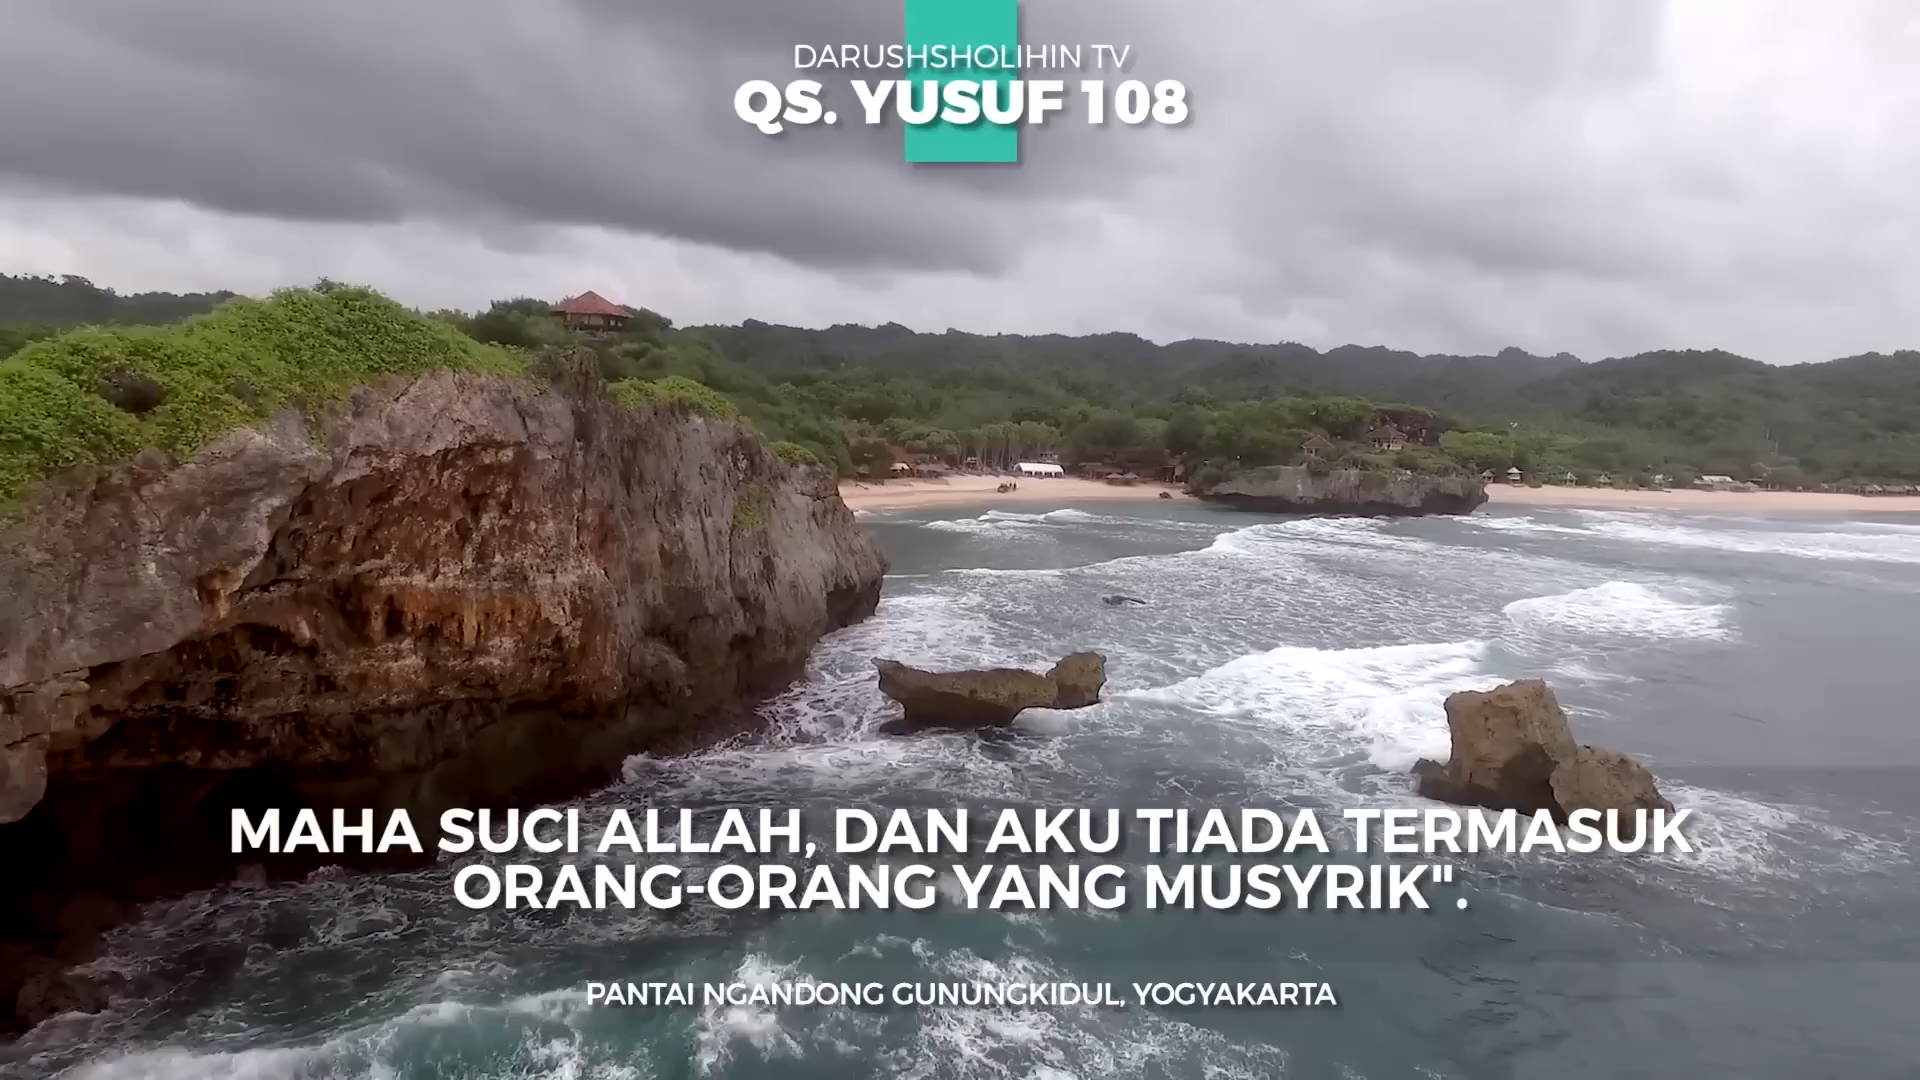 DARUSHSHOLIHIN TV
QS. YUSUF 108
MAHA SUCI ALLAH, DAN AKU TIADA TERMASUK
ORANG-ORANG YANG MUSYRIK".
PANTAI NGANDONG GUNUNGKIDUL, YOGYAKARTA